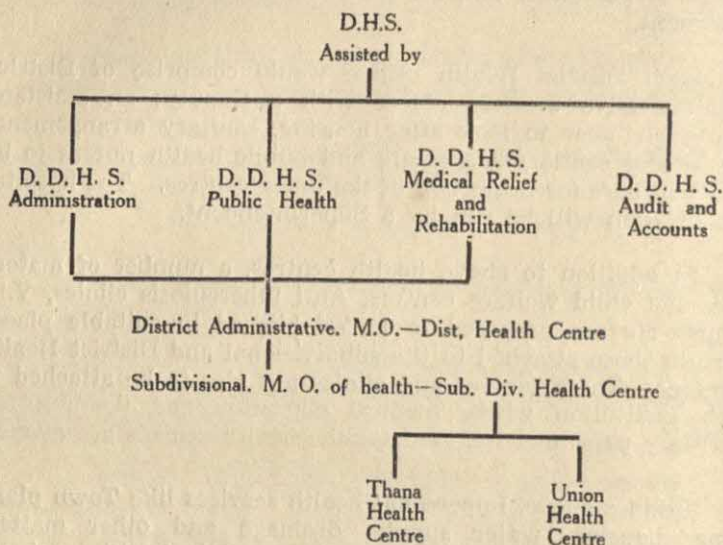 D.H.S.
Assisted by
D. D. H. S.
Administration
D. D. H. S.
Public Health
D. D. H. S.
Medical Relief
and
Rehabilitation
D. D. H. S.
Audit and
Accounts
District Administrative. M.O.—Dist, Health Centre
Subdivisional. M. O. of health—Sub. Div. Health Centre
Thana
Health
Centre
Union
Health
Centre